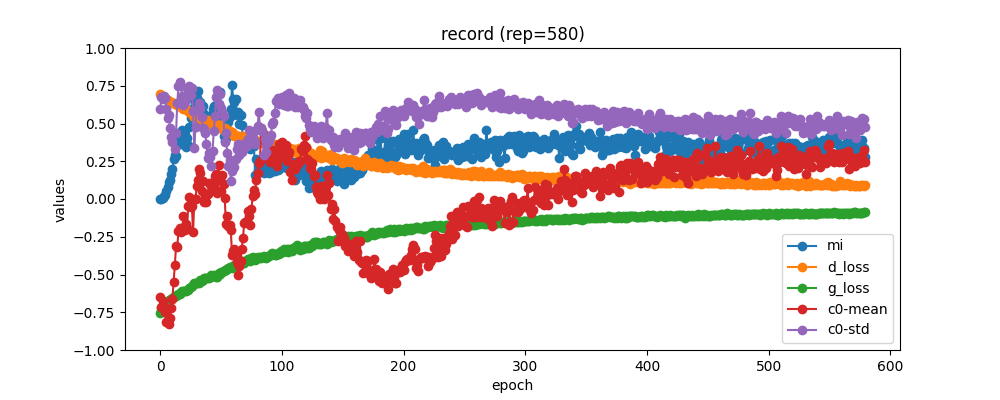 record (rep=580)
1.00
0.75
0.50
0.25
0.00
−0.25
−0.50
−0.75
−1.00
values
0 100 200 300 400 500 600
epoch
mi
d_loss
g_loss
c0-mean
c0-std